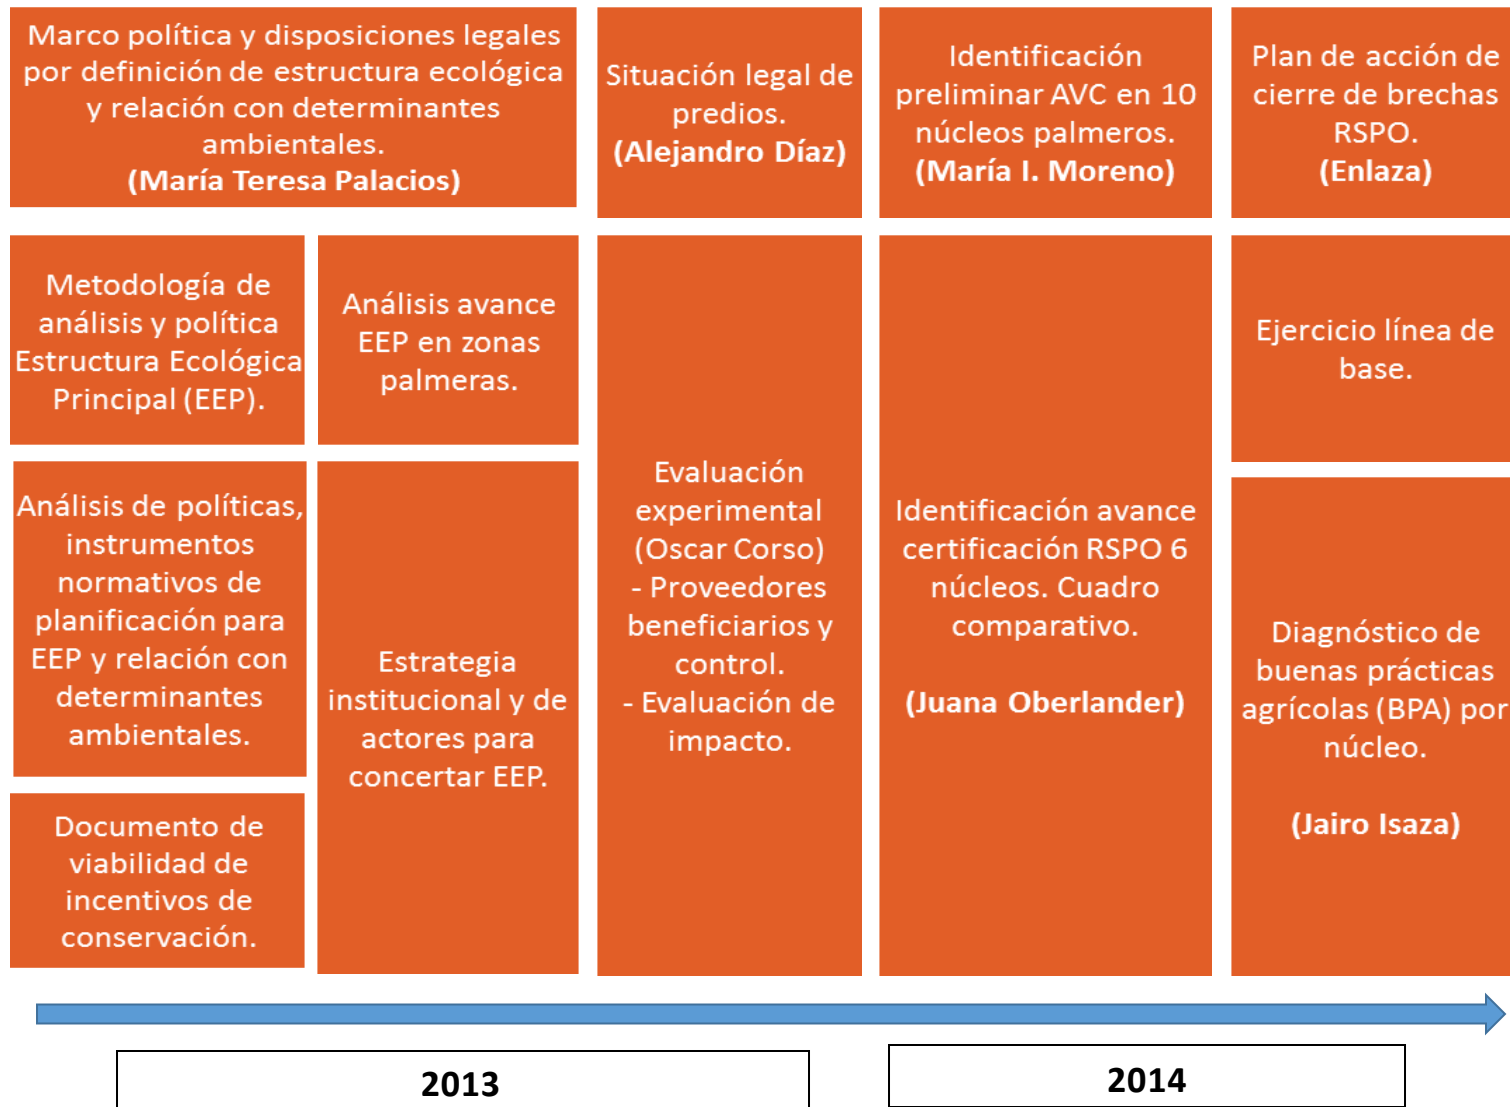 Marco política y disposiciones legales
por definición de estructura ecológica
y relación con determinantes
ambientales.
(María Teresa Palacios)
Situación legal de
predios.
(Alejandro Díaz)
Identificación
preliminar AVC en 10
núcleos palmeros.
(María I. Moreno)
Plan de acción de
cierre de brechas
RSPO.
(Enlaza)
Metodología de
análisis y política
Estructura Ecológica
Principal (EEP).
Análisis avance
EEP en zonas
palmeras.
Análisis de políticas,
instrumentos
normativos de
planificación para
EEP y relación con
determinantes
ambientales.
Estrategia
institucional y de
actores para
concertar EEP.
Documento de
viabilidad de
incentivos de
conservación.
Evaluación
experimental
(Oscar Corso)
- Proveedores
beneficiarios y
control.
- Evaluación de
impacto.
Identificación avance
certificación RSPO 6
núcleos. Cuadro
comparativo.
(Juana Oberlander)
Ejercicio línea de
base.
Diagnóstico de
buenas prácticas
agrícolas (BPA) por
núcleo.
(Jairo Isaza)
2013
2014